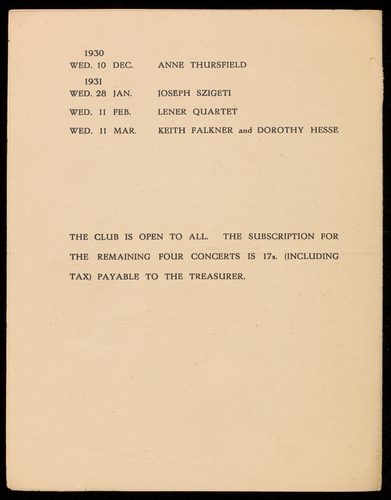 1930
WED. 10 DEC. ANNE THURSFIELD
1931
WED. 28 JAN. JOSEPH SZIGETI
WED. 11 FEB. LENER QUARTET
WED. 11 MAR. KEITH FALKNER and DOROTHY HESSE
THE CLUB IS OPEN TO ALL. THE SUBSCRIPTION FOR
THE REMAINING FOUR CONCERTS IS 17s. (INCLUDING
TAX) PAYABLE TO THE TREASURER.